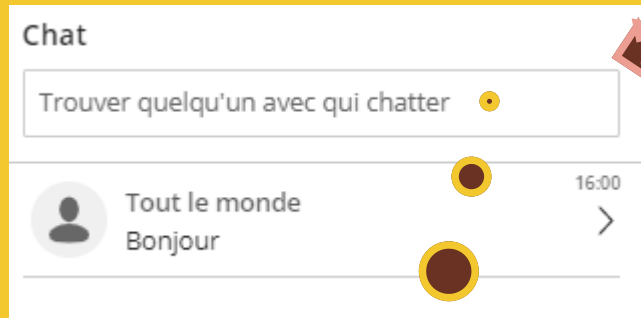 Chat
Trouver quelqu'un avec qui chatter
16:00
Tout le monde
Bonjour